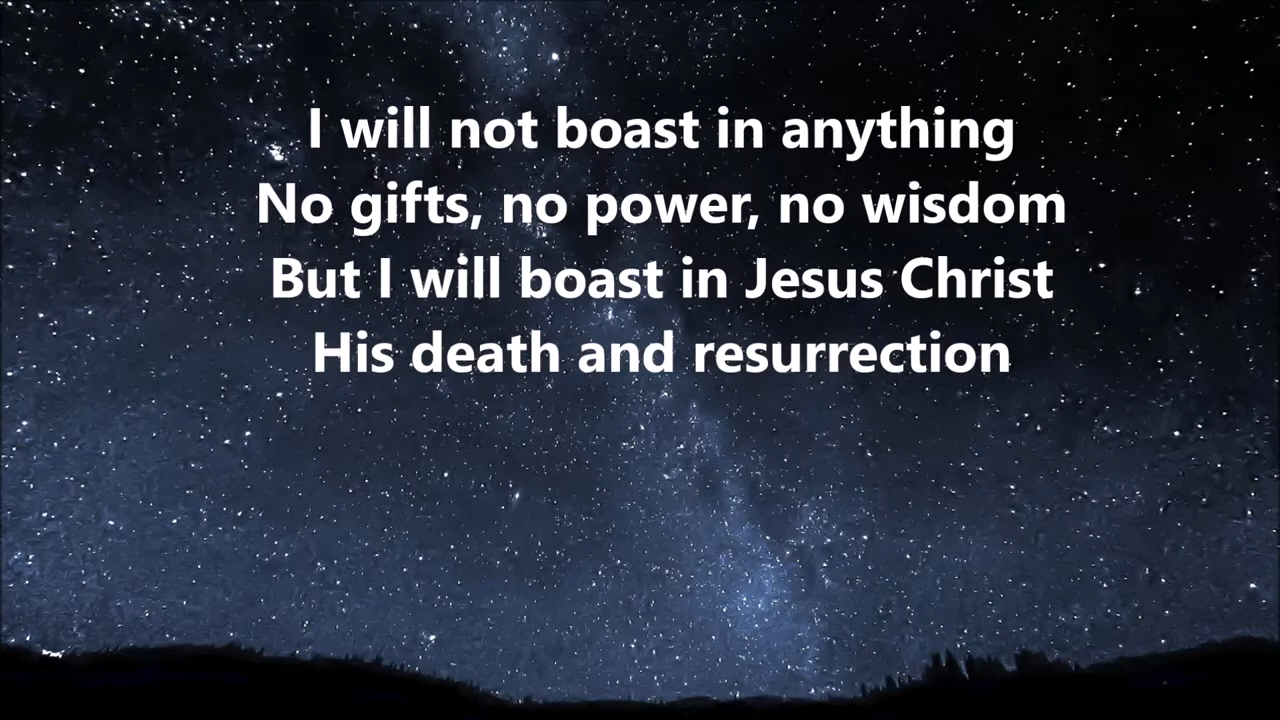 I will not boast in anything
No gifts, no power, no wisdom
But I will boast in Jesus Christ
His death and resurrection